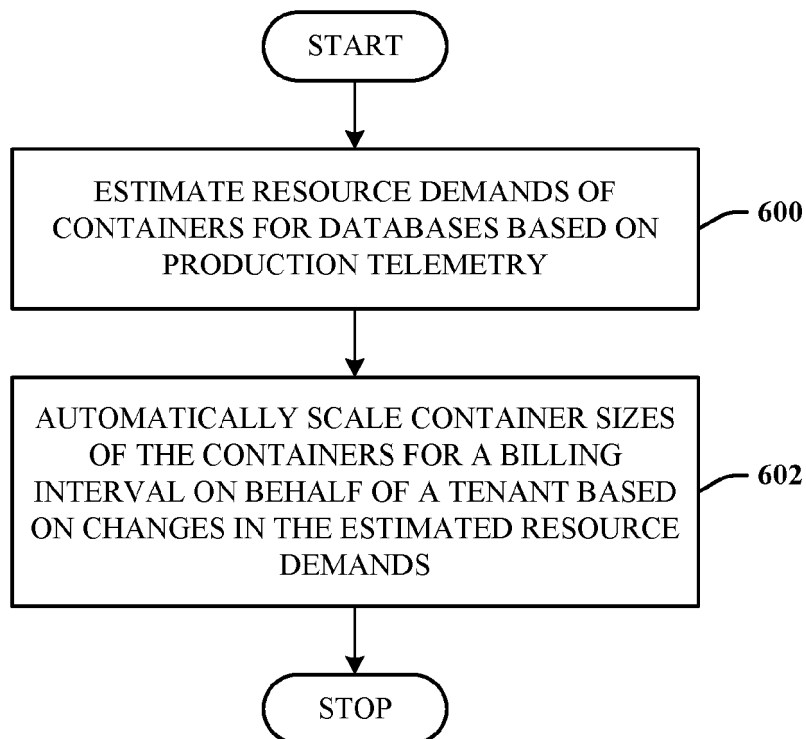 START
ESTIMATE RESOURCE DEMANDS OF
CONTAINERS FOR DATABASES BASED ON
PRODUCTION TELEMETRY
600
AUTOMATICALLY SCALE CONTAINER SIZES
OF THE CONTAINERS FOR A BILLING
INTERVAL ON BEHALF OF A TENANT BASED
ON CHANGES IN THE ESTIMATED RESOURCE
DEMANDS
602
STOP